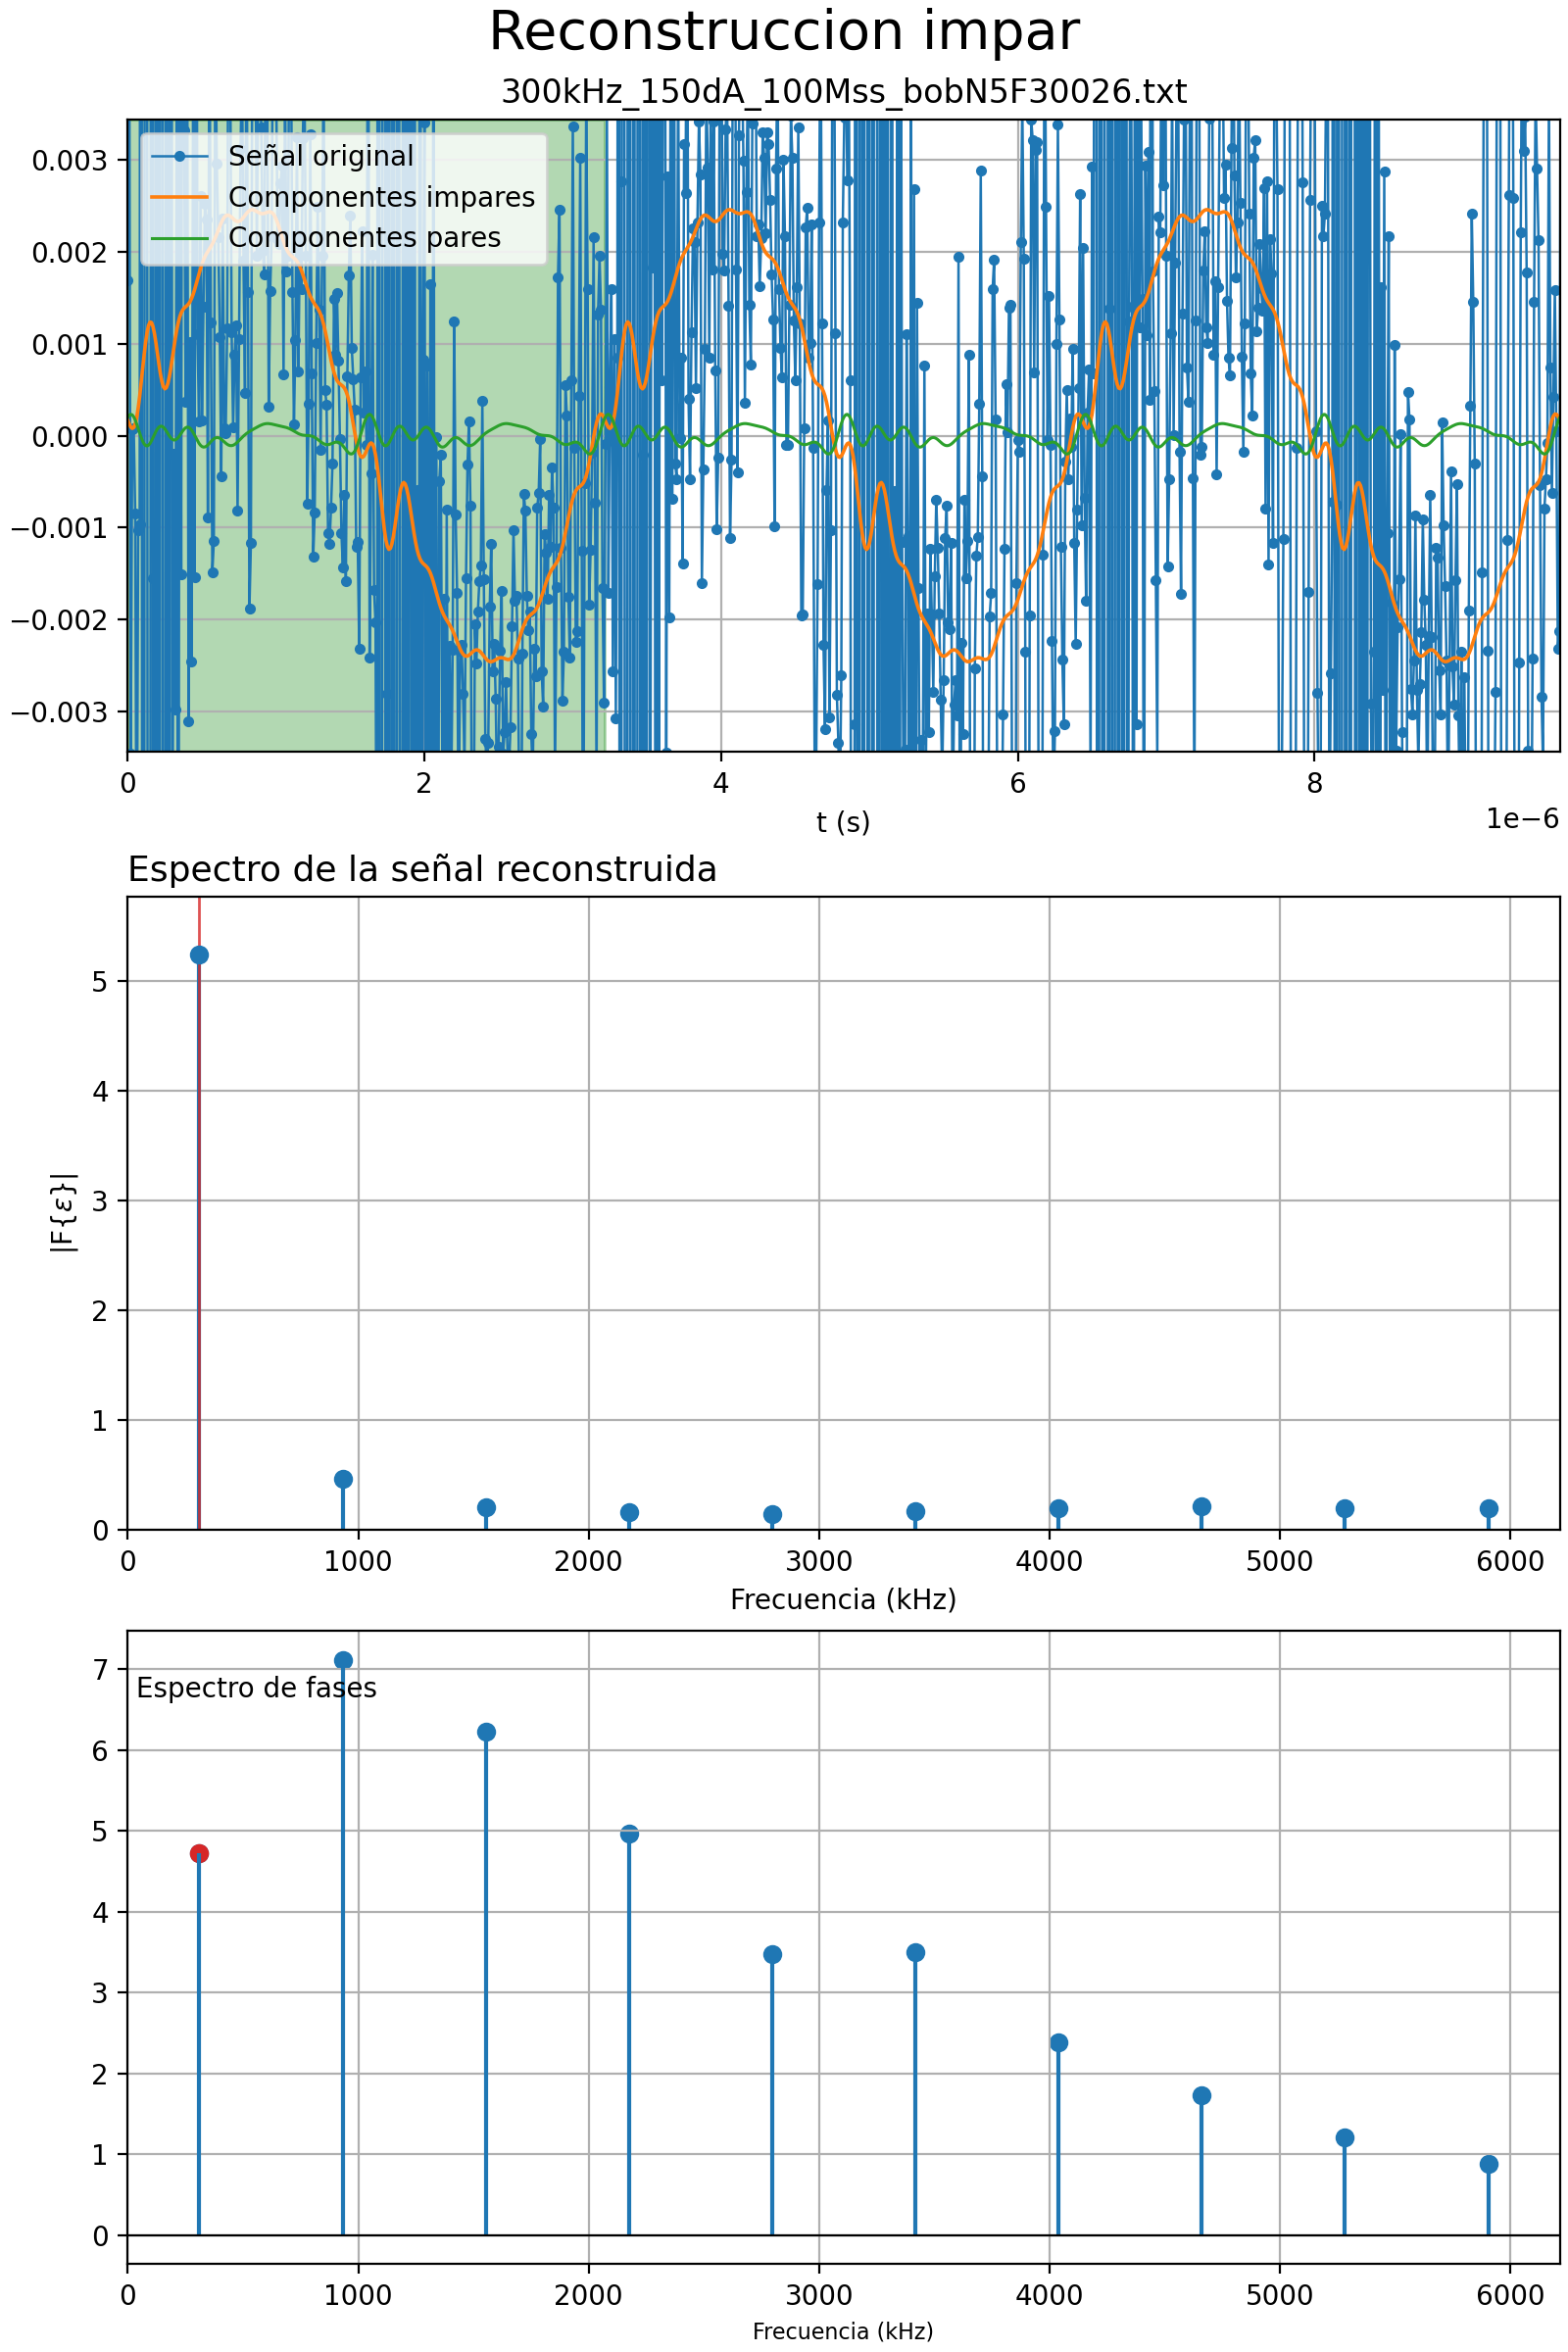 Reconstruccion impar
300kHz_150dA_100Mss_bobN5F30026.txt
Señal original
Componentes impares
Componentes pares
0.003
0.002
0.001
0.000
−0.001
−0.002
−0.003
0 2 4 6 8
t (s)
1e−6
Espectro de la señal reconstruida
|F{ε}|
5
4
3
2
1
0
0 1000 2000 3000 4000 5000 6000
Frecuencia (kHz)
Espectro de fases
7
6
5
4
3
2
1
0
0 1000 2000 3000 4000 5000 6000
Frecuencia (kHz)